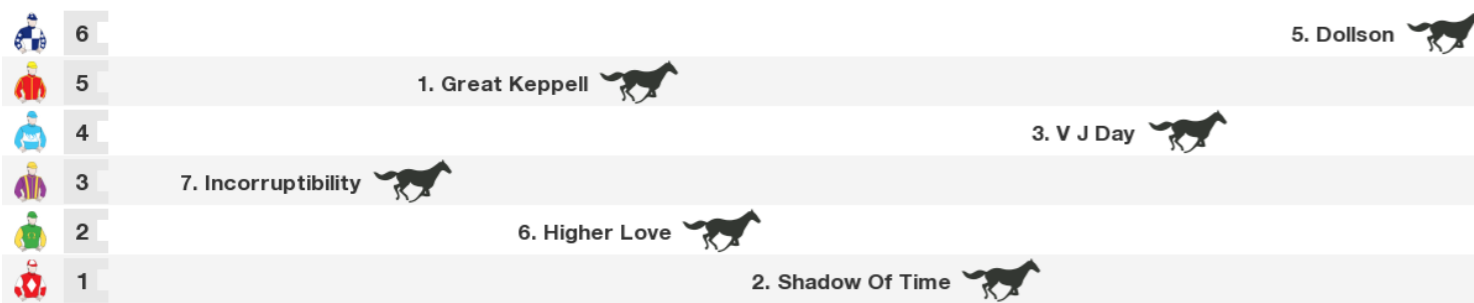 6 5. Dollson
5 1. Great Keppell
4 3. V J Day
3 7. Incorruptibility
2 6. Higher Love
1 2. Shadow Of Time